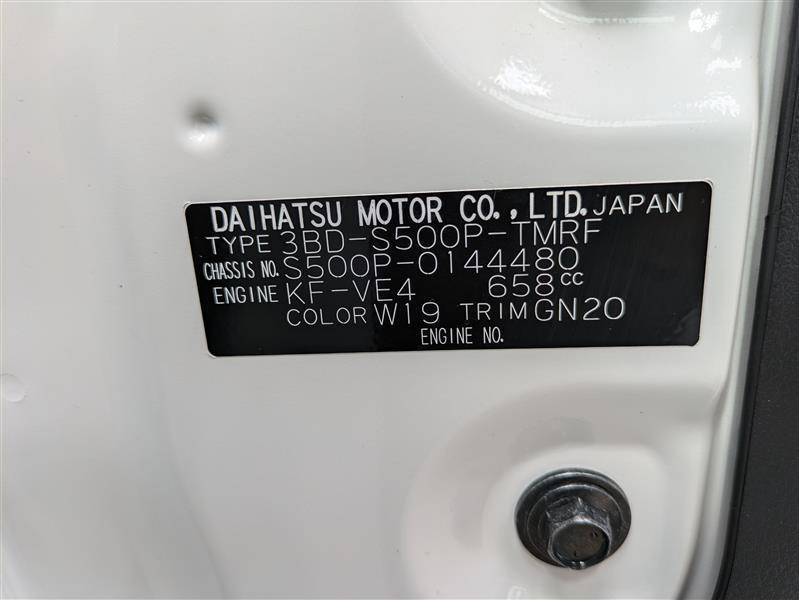 DAIHATSU MOTOR CO., LTD. JAPAN
TYPE 3BD-S500P-TMRF
CHASSIS NO. S500P-0144480
ENGINE KF-VE4 658cc
COLOR W19 TRIM GN20
ENGINE NO.